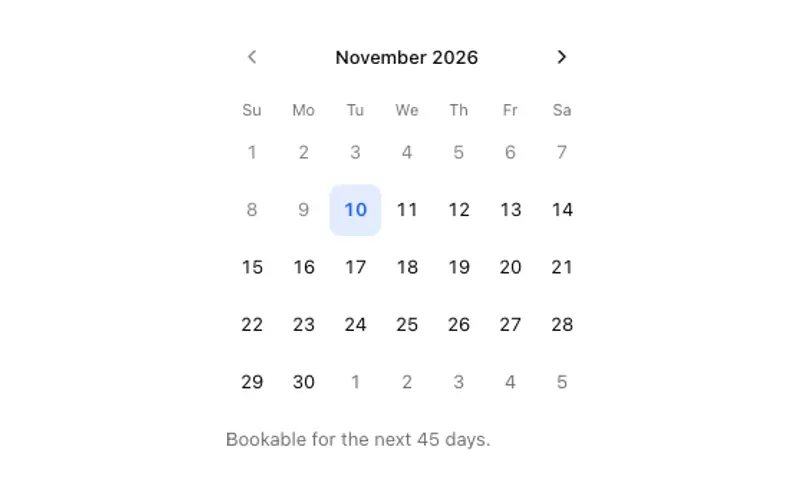 November 2026
Su Mo Tu We Th Fr Sa
1 2 3 4 5 6 7
8 9 10 11 12 13 14
15 16 17 18 19 20 21
22 23 24 25 26 27 28
29 30 1 2 3 4 5
Bookable for the next 45 days.